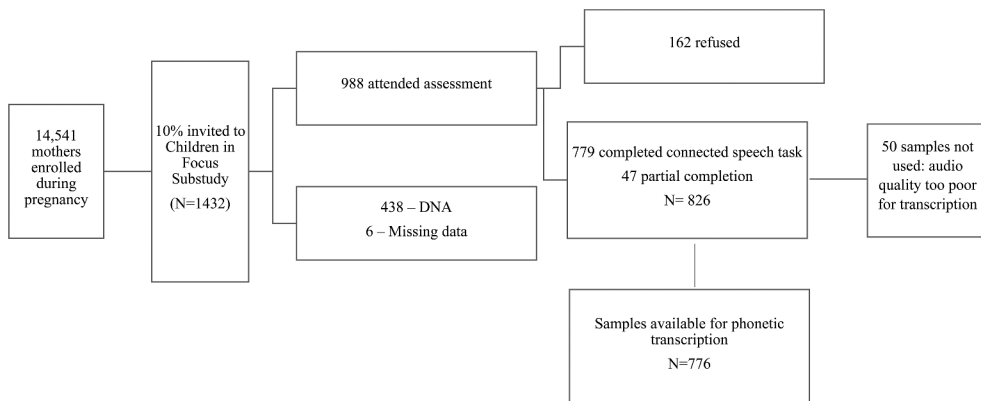 14,541
mothers
enrolled
during
pregnancy
10% invited to
Children in
Focus
Substudy
(N=1432)
988 attended assessment
438 – DNA
6 – Missing data
162 refused
779 completed connected speech task
47 partial completion
N= 826
50 samples not
used: audio
quality too poor
for transcription
Samples available for phonetic
transcription
N=776